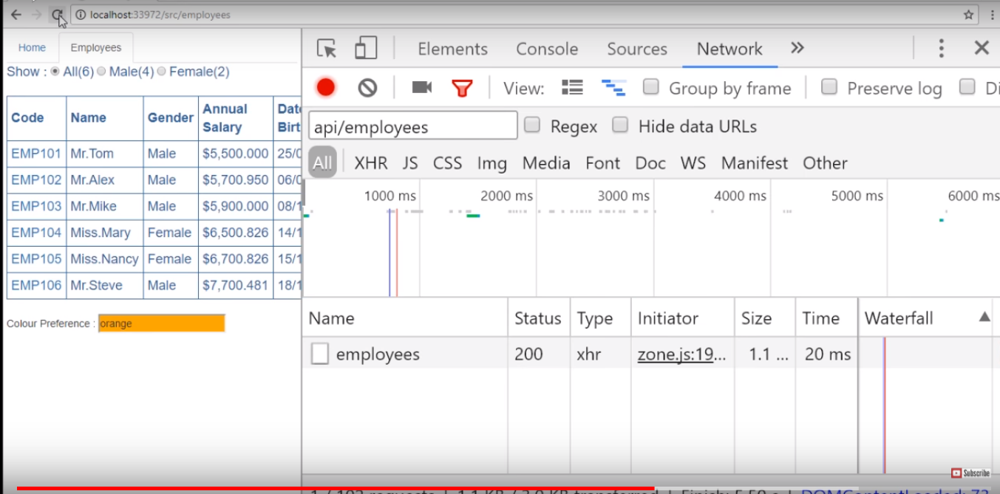 localhost:33972/src/employees
Home Employees
Show : All(6) Male(4) Female(2)
Code Name Gender Annual Salary Date Birt
EMP101 Mr.Tom Male $5,500.000 25/0
EMP102 Mr.Alex Male $5,700.950 06/0
EMP103 Mr.Mike Male $5,900.000 08/1
EMP104 Miss.Mary Female $6,500.826 14/1
EMP105 Miss.Nancy Female $6,700.826 15/1
EMP106 Mr.Steve Male $7,700.481 18/1
Colour Preference : orange
Elements Console Sources Network »
View: Group by frame Preserve log Di
api/employees Regex Hide data URLs
All XHR JS CSS Img Media Font Doc WS Manifest Other
1000 ms 2000 ms 3000 ms 4000 ms 5000 ms 6000 ms
Name Status Type Initiator Size Time Waterfall
employees 200 xhr zone.js:19... 1.1 ... 20 ms
Subscribe